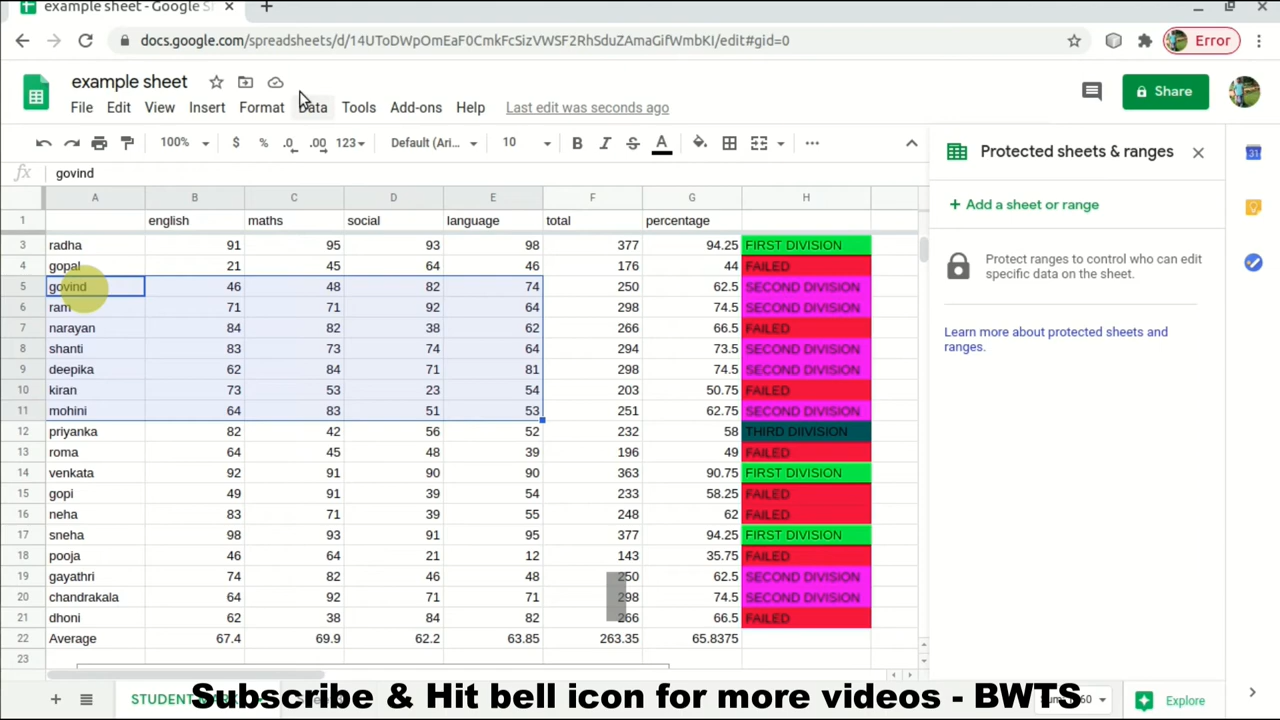 example sheet - Google Sh
docs.google.com/spreadsheets/d/14UToDWpOmEaF0CmkFcSizVWSF2RhSduZAmaGifWmbKI/edit#gid=0
Error
example sheet
File Edit View Insert Format Data Tools Add-ons Help Last edit was seconds ago
Share
100% $ % .0 .00 123 Default (Ari... 10 B I S A
fx govind
Protected sheets & ranges
+ Add a sheet or range
Protect ranges to control who can edit
specific data on the sheet.
Learn more about protected sheets and
ranges.
A B C D E F G H
1 english maths social language total percentage
3 radha 91 95 93 98 377 94.25 FIRST DIVISION
4 gopal 21 45 64 46 176 44 FAILED
5 govind 46 48 82 74 250 62.5 SECOND DIVISION
6 ram 71 71 92 64 298 74.5 SECOND DIVISION
7 narayan 84 82 38 62 266 66.5 FAILED
8 shanti 83 73 74 64 294 73.5 SECOND DIVISION
9 deepika 62 84 71 81 298 74.5 SECOND DIVISION
10 kiran 73 53 23 54 203 50.75 FAILED
11 mohini 64 83 51 53 251 62.75 SECOND DIVISION
12 priyanka 82 42 56 52 232 58 THIRD DIIVISION
13 roma 64 45 48 39 196 49 FAILED
14 venkata 92 91 90 90 363 90.75 FIRST DIVISION
15 gopi 49 91 39 54 233 58.25 FAILED
16 neha 83 71 39 55 248 62 FAILED
17 sneha 98 93 91 95 377 94.25 FIRST DIVISION
18 pooja 46 64 21 12 143 35.75 FAILED
19 gayathri 74 82 46 48 250 62.5 SECOND DIVISION
20 chandrakala 64 92 71 71 298 74.5 SECOND DIVISION
21 dhoni 62 38 84 82 266 66.5 FAILED
22 Average 67.4 69.9 62.2 63.85 263.35 65.8375
23
STUDENT
Explore
Subscribe & Hit bell icon for more videos - BWTS